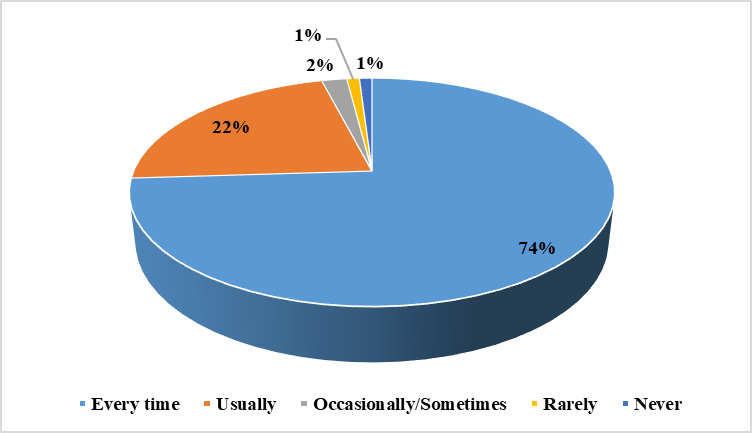 1%
2%
1%
22%
74%
Every time
Usually
Occasionally/Sometimes
Rarely
Never